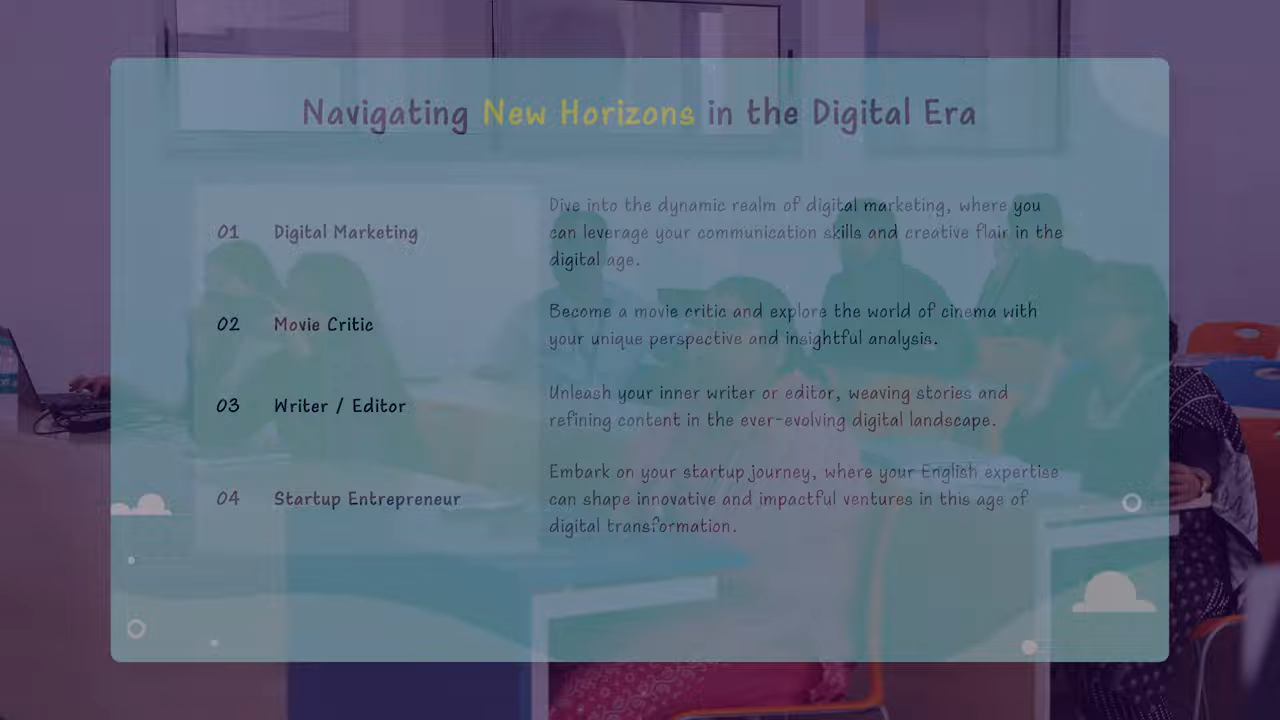 Navigating New Horizons in the Digital Era
01 Digital Marketing
Dive into the dynamic realm of digital marketing, where you
can leverage your communication skills and creative flair in the
digital age.
02 Movie Critic
Become a movie critic and explore the world of cinema with
your unique perspective and insightful analysis.
03 Writer / Editor
Unleash your inner writer or editor, weaving stories and
refining content in the ever-evolving digital landscape.
04 Startup Entrepreneur
Embark on your startup journey, where your English expertise
can shape innovative and impactful ventures in this age of
digital transformation.